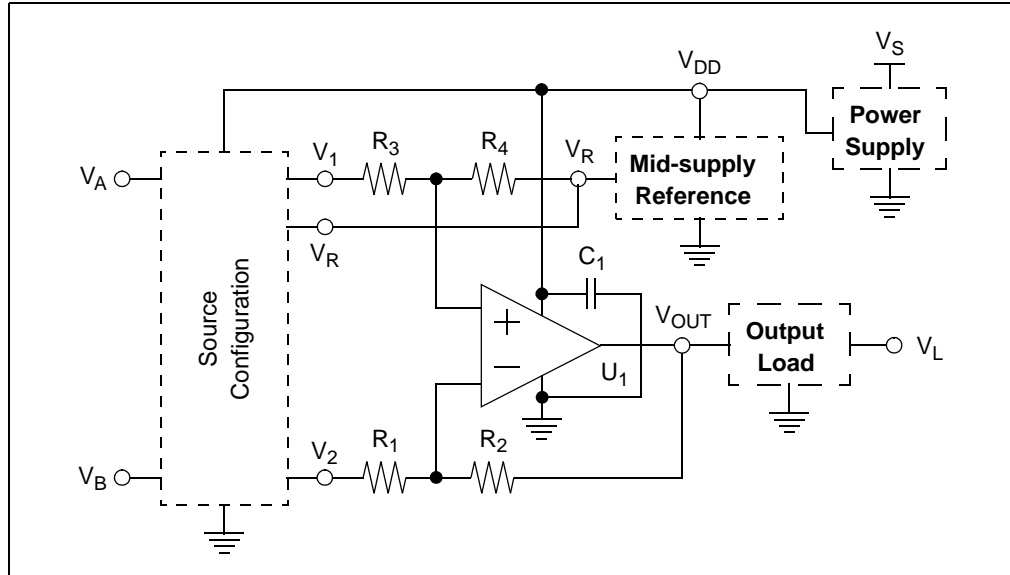 V_S
V_DD
Power
Supply
R_3
R_4
V_1
V_R
Mid-supply
Reference
V_A
V_R
C_1
Source
Configuration
+
V_OUT
Output
Load
V_L
−
U_1
V_2
R_1
R_2
V_B